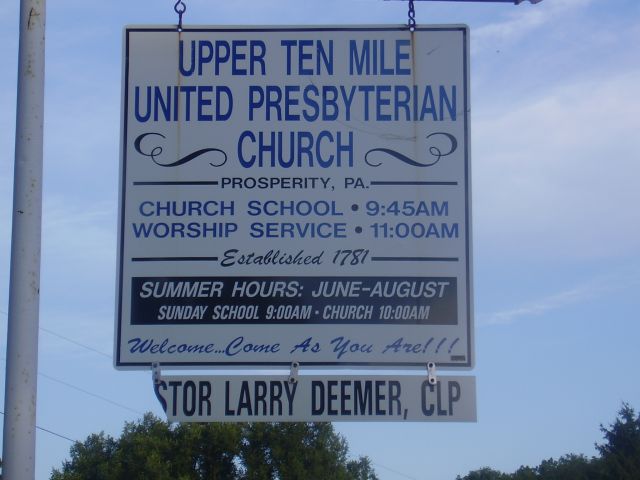 UPPER TEN MILE
UNITED PRESBYTERIAN
CHURCH
PROSPERITY, PA.
CHURCH SCHOOL • 9:45AM
WORSHIP SERVICE • 11:00AM
Established 1781
SUMMER HOURS: JUNE-AUGUST
SUNDAY SCHOOL 9:00AM · CHURCH 10:00AM
Welcome...Come As You Are!!!
STOR LARRY DEEMER, CLP